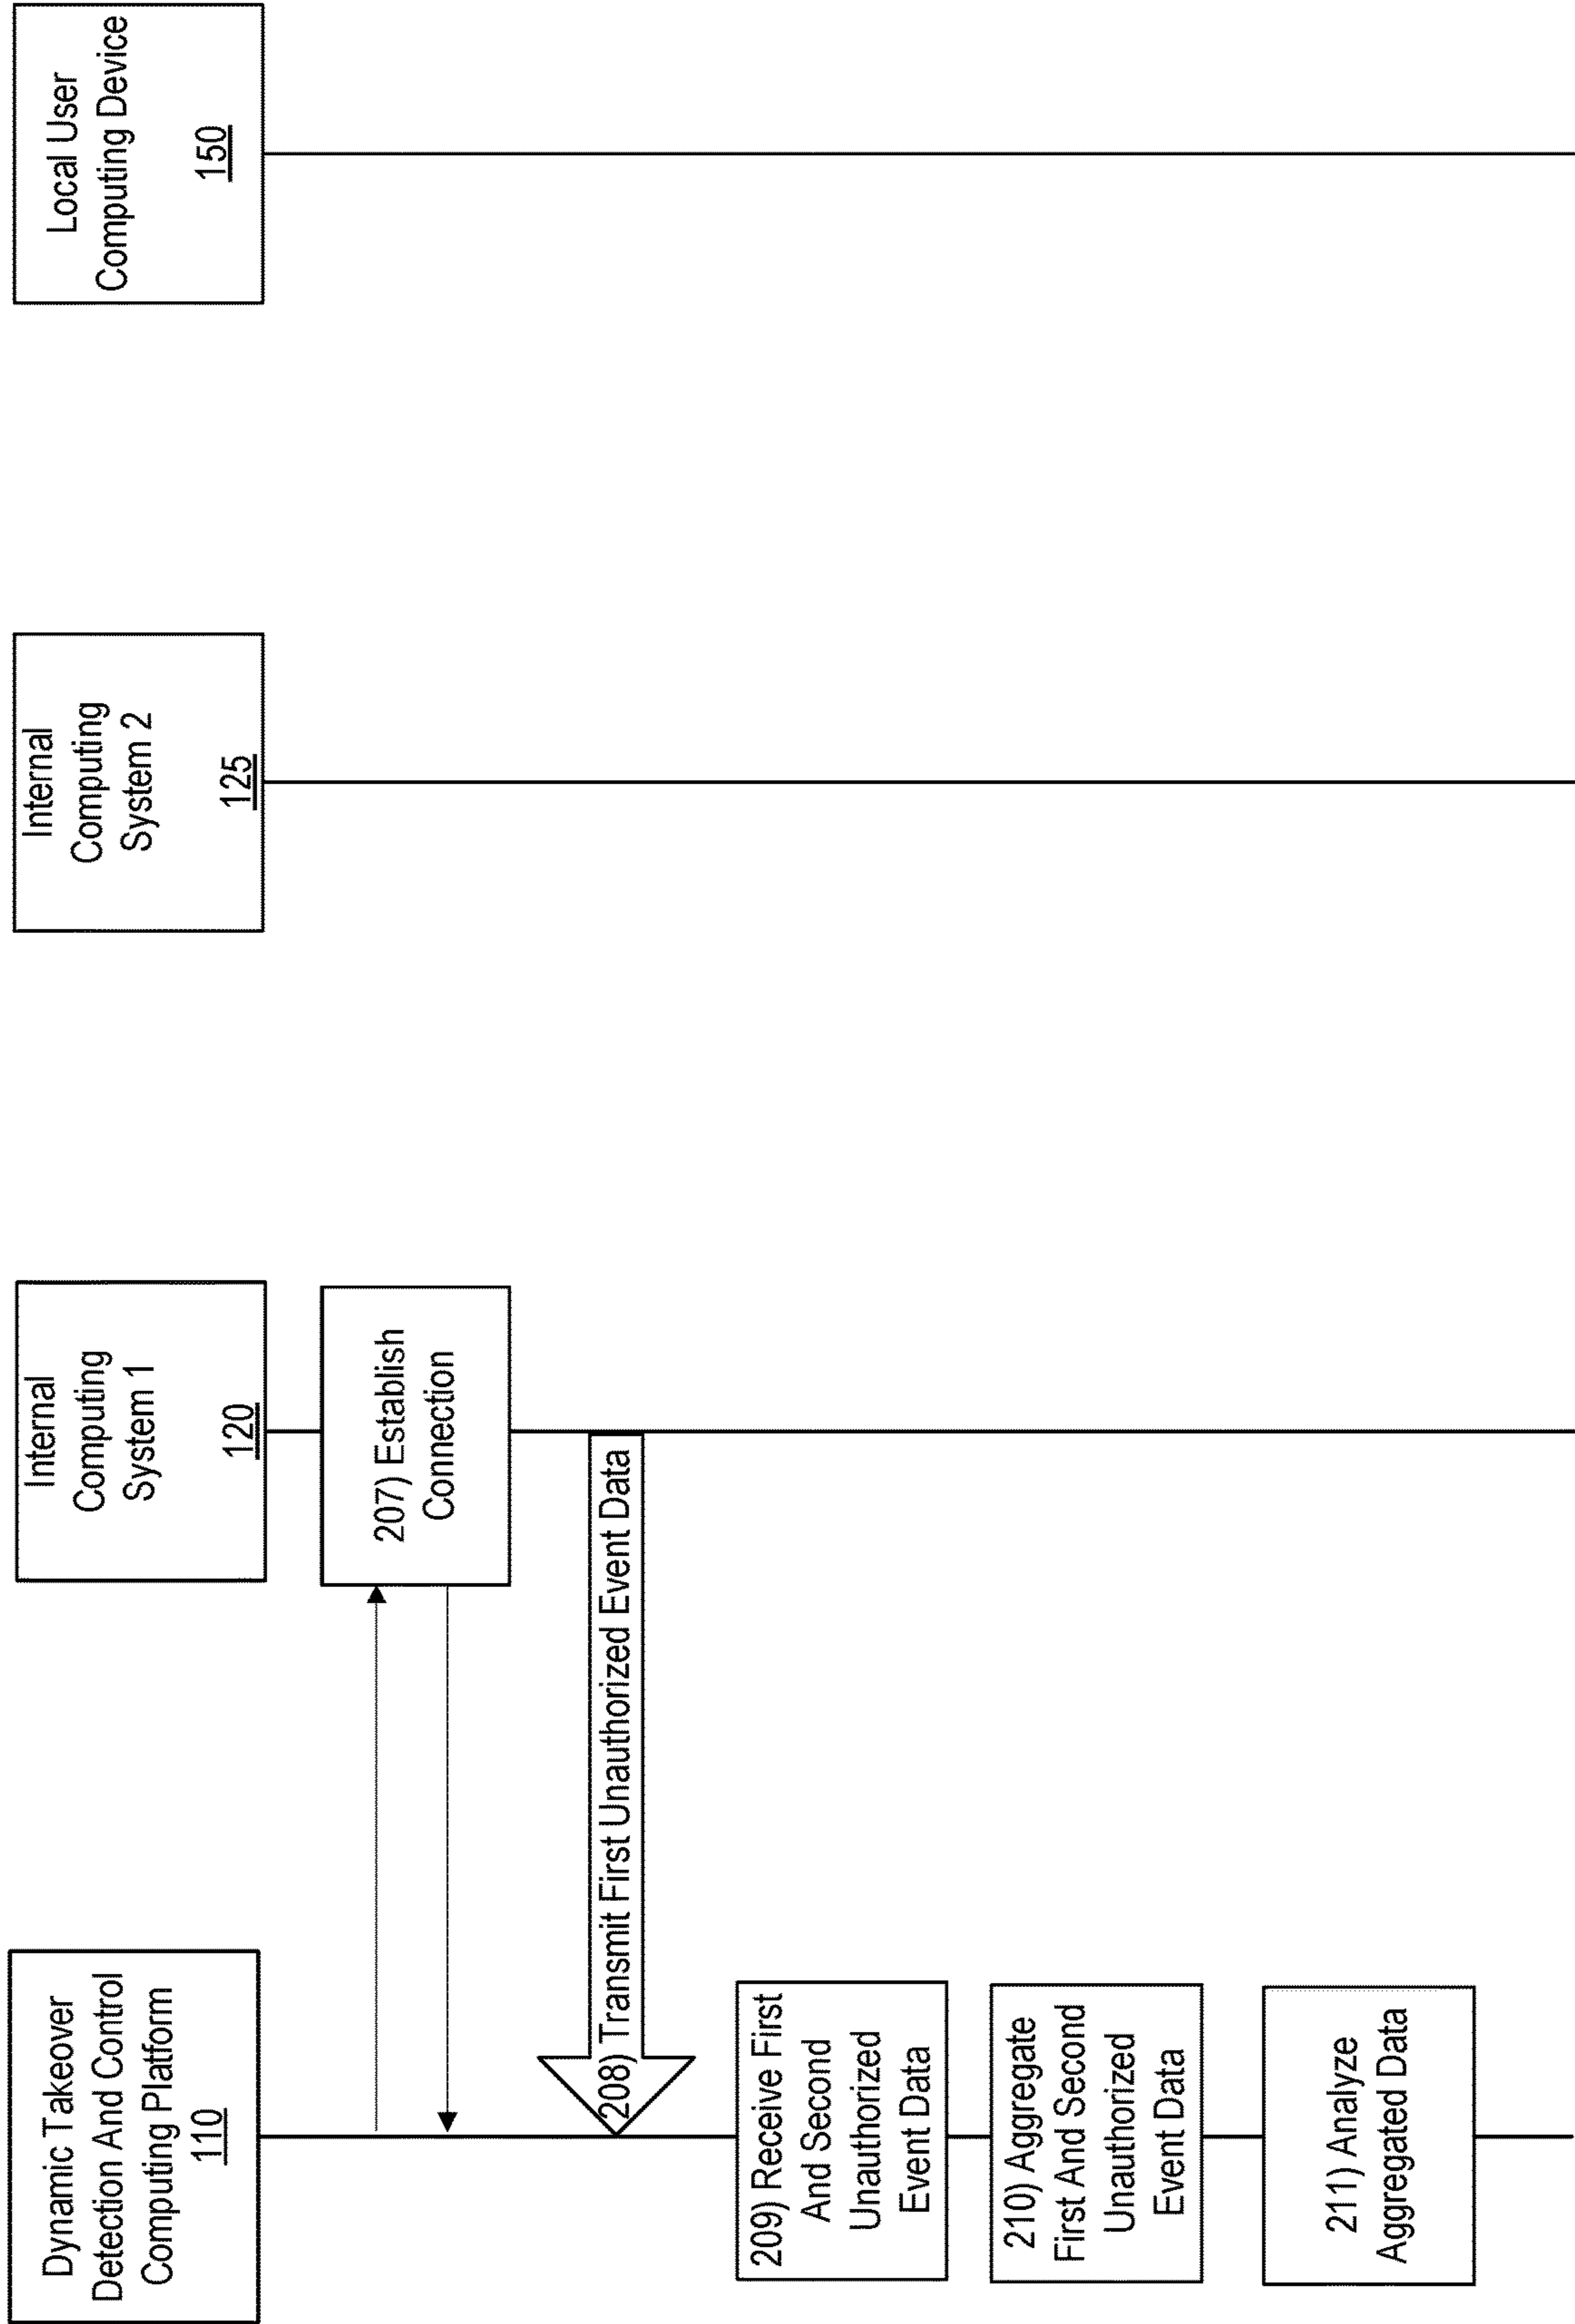 Dynamic Takeover
Detection And Control
Computing Platform
110
Internal
Computing
System 1
120
Internal
Computing
System 2
125
Local User
Computing Device
150
207) Establish
Connection
208) Transmit First Unauthorized Event Data
209) Receive First
And Second
Unauthorized
Event Data
210) Aggregate
First And Second
Unauthorized
Event Data
211) Analyze
Aggregated Data